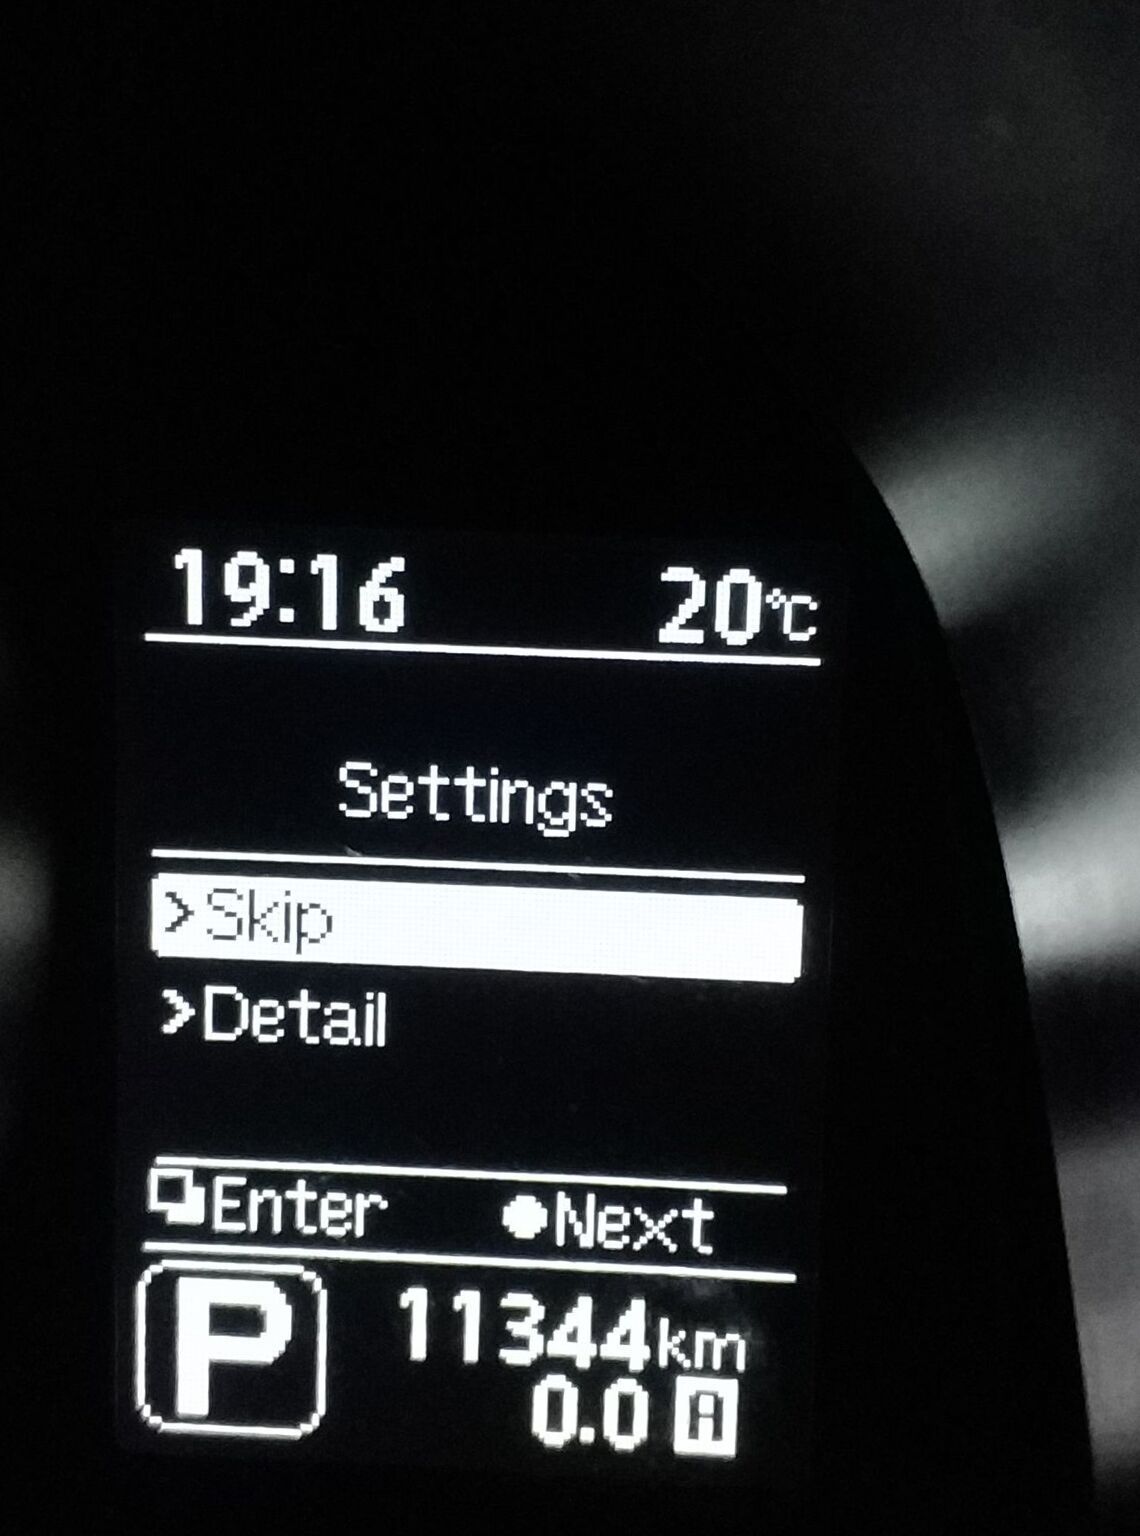 19:16 20°C
Settings
>Skip
>Detail
Enter Next
P 11344km
0.0 A